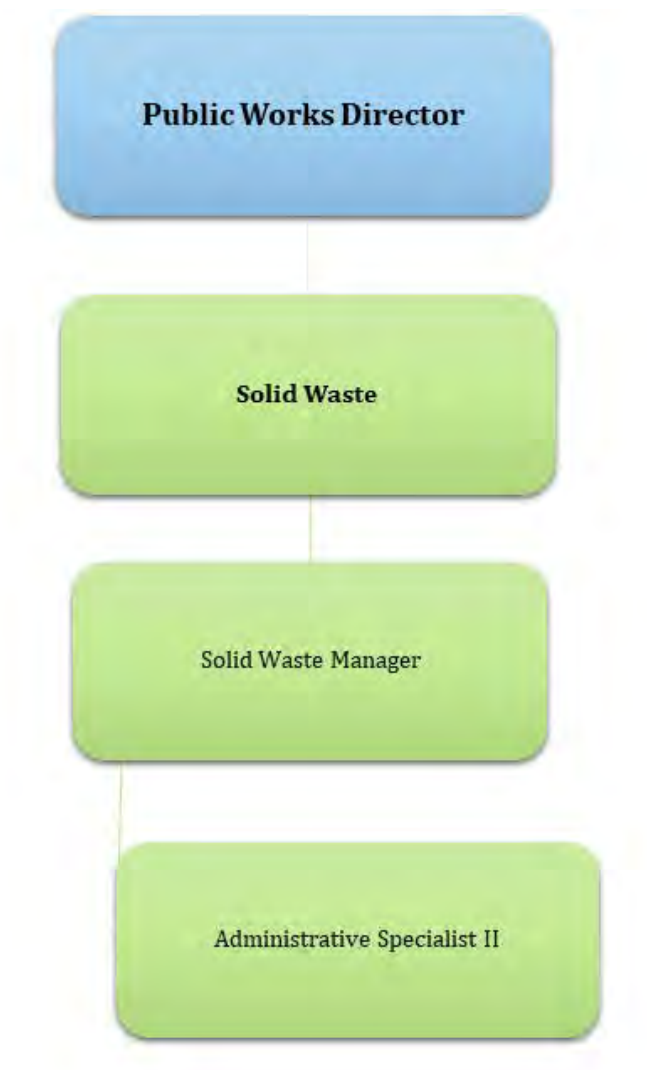 Public Works Director
Solid Waste
Solid Waste Manager
Administrative Specialist II